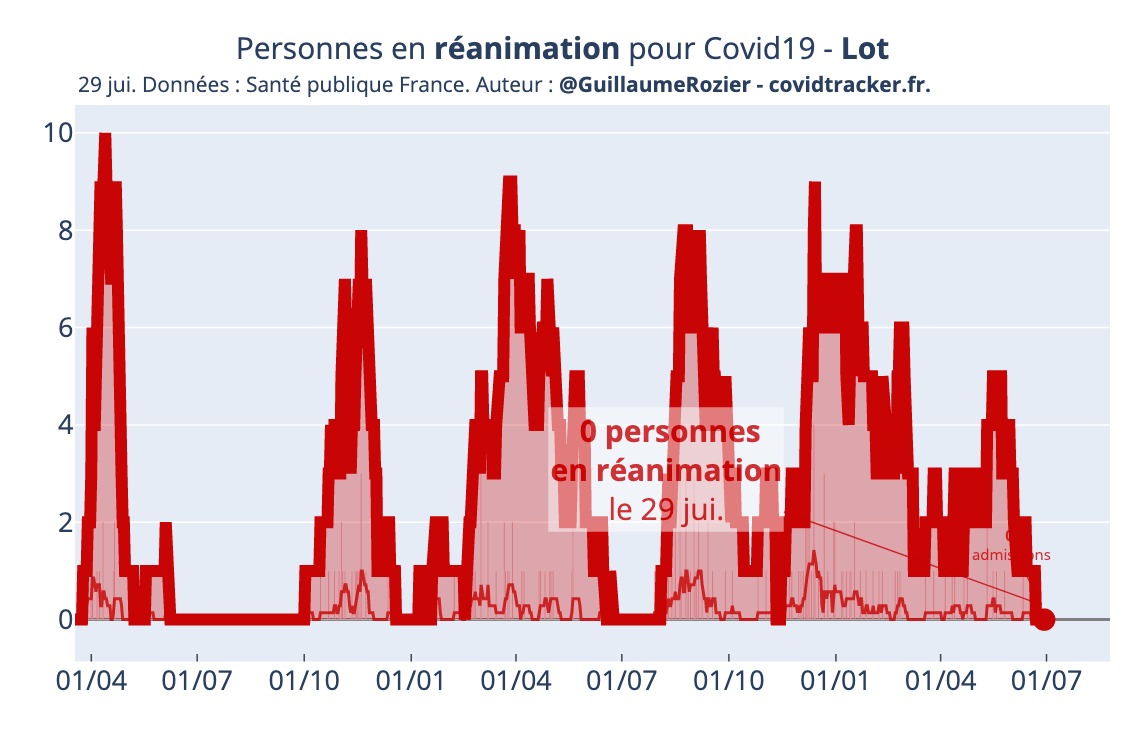 Personnes en réanimation pour Covid19 - Lot
29 jui. Données : Santé publique France. Auteur : @GuillaumeRozier - covidtracker.fr.
10
8
6
4
2
0
0 personnes
en réanimation
le 29 jui.
0
admissions
01/04 01/07 01/10 01/01 01/04 01/07 01/10 01/01 01/04 01/07